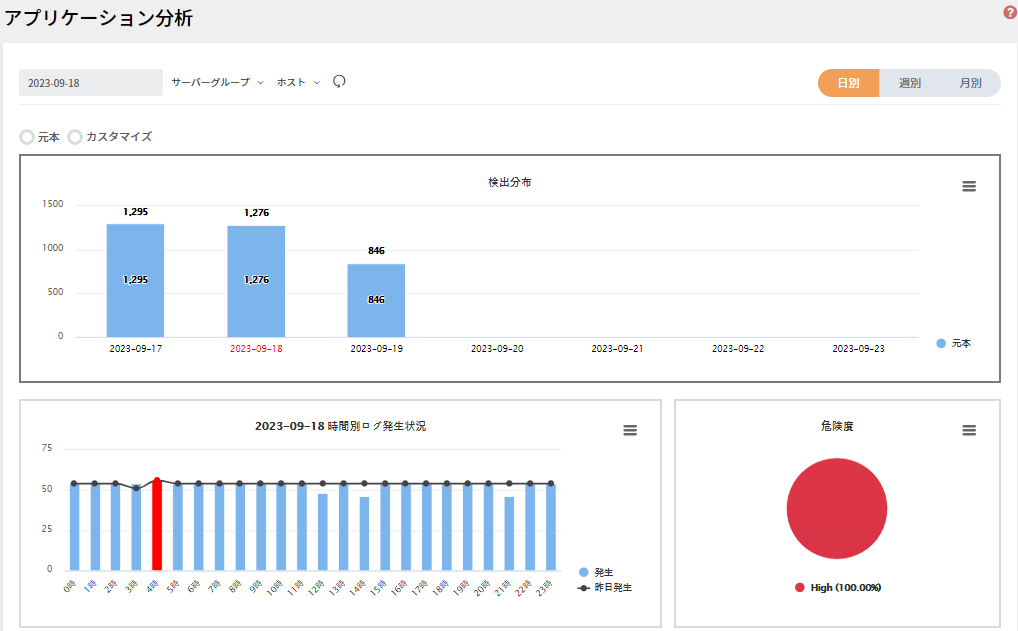 アプリケーション分析
?
2023-09-18 サーバーグループ ホスト 日別 週別 月別
元本 カスタマイズ
検出分布
1500
1000
500
0
1,295 1,276 846
1,295 1,276 846
2023-09-17 2023-09-18 2023-09-19 2023-09-20 2023-09-21 2023-09-22 2023-09-23
元本
2023-09-18 時間別ログ発生状況
75
50
25
0
0時 1時 2時 3時 4時 5時 6時 7時 8時 9時 10時 11時 12時 13時 14時 15時 16時 17時 18時 19時 20時 21時 22時 23時
発生
昨日発生
危険度
High (100.00%)